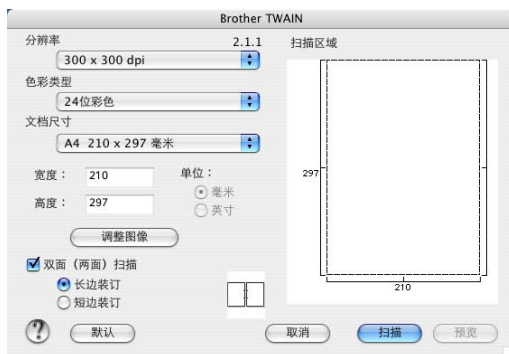 Brother TWAIN
分辨率
2.1.1
300 x 300 dpi
色彩类型
24位彩色
文档尺寸
A4 210 x 297 毫米
宽度： 210
高度： 297
单位：
毫米
英寸
调整图像
双面（两面）扫描
长边装订
短边装订
扫描区域
297
210
?
默认
取消
扫描
预览